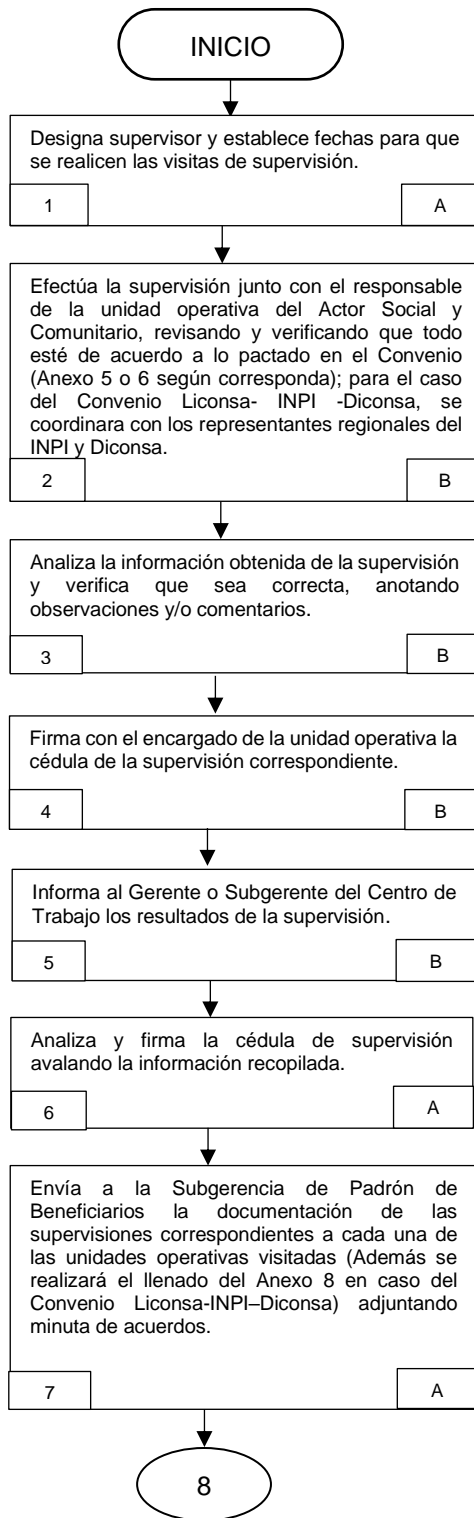 INICIO
Designa supervisor y establece fechas para que
se realicen las visitas de supervisión.
1
A
Efectúa la supervisión junto con el responsable
de la unidad operativa del Actor Social y
Comunitario, revisando y verificando que todo
esté de acuerdo a lo pactado en el Convenio
(Anexo 5 o 6 según corresponda); para el caso
del Convenio Liconsa- INPI -Diconsa, se
coordinara con los representantes regionales del
INPI y Diconsa.
2
B
Analiza la información obtenida de la supervisión
y verifica que sea correcta, anotando
observaciones y/o comentarios.
3
B
Firma con el encargado de la unidad operativa la
cédula de la supervisión correspondiente.
4
B
Informa al Gerente o Subgerente del Centro de
Trabajo los resultados de la supervisión.
5
B
Analiza y firma la cédula de supervisión
avalando la información recopilada.
6
A
Envía a la Subgerencia de Padrón de
Beneficiarios la documentación de las
supervisiones correspondientes a cada una de
las unidades operativas visitadas (Además se
realizará el llenado del Anexo 8 en caso del
Convenio Liconsa-INPI–Diconsa) adjuntando
minuta de acuerdos.
7
A
8